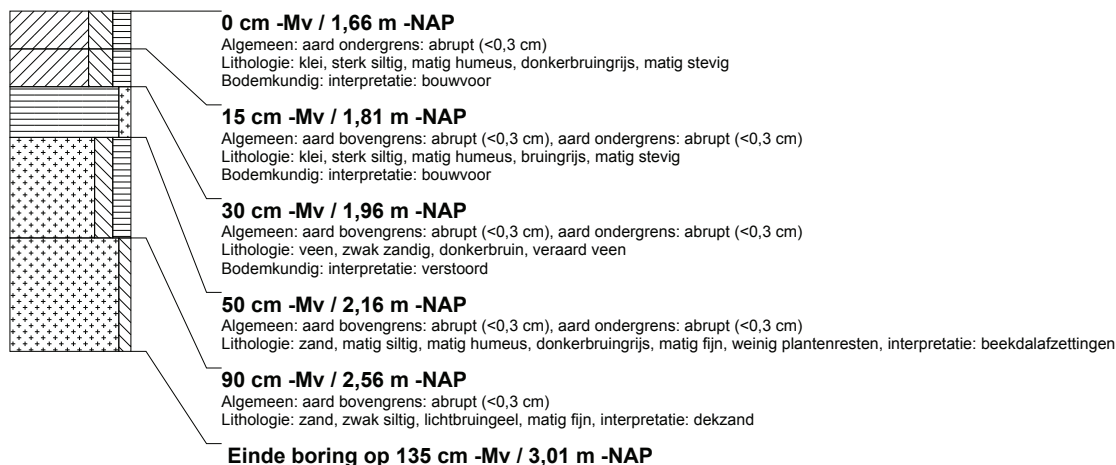 0 cm -Mv / 1,66 m -NAP
Algemeen: aard ondergrens: abrupt (<0,3 cm)
Lithologie: klei, sterk siltig, matig humeus, donkerbruingrijs, matig stevig
Bodemkundig: interpretatie: bouwvoor
15 cm -Mv / 1,81 m -NAP
Algemeen: aard bovengrens: abrupt (<0,3 cm), aard ondergrens: abrupt (<0,3 cm)
Lithologie: klei, sterk siltig, matig humeus, bruingrijs, matig stevig
Bodemkundig: interpretatie: bouwvoor
30 cm -Mv / 1,96 m -NAP
Algemeen: aard bovengrens: abrupt (<0,3 cm), aard ondergrens: abrupt (<0,3 cm)
Lithologie: veen, zwak zandig, donkerbruin, veraard veen
Bodemkundig: interpretatie: verstoord
50 cm -Mv / 2,16 m -NAP
Algemeen: aard bovengrens: abrupt (<0,3 cm), aard ondergrens: abrupt (<0,3 cm)
Lithologie: zand, matig siltig, matig humeus, donkerbruingrijs, matig fijn, weinig plantenresten, interpretatie: beekdalafzettingen
90 cm -Mv / 2,56 m -NAP
Algemeen: aard bovengrens: abrupt (<0,3 cm)
Lithologie: zand, zwak siltig, lichtbruingeel, matig fijn, interpretatie: dekzand
Einde boring op 135 cm -Mv / 3,01 m -NAP